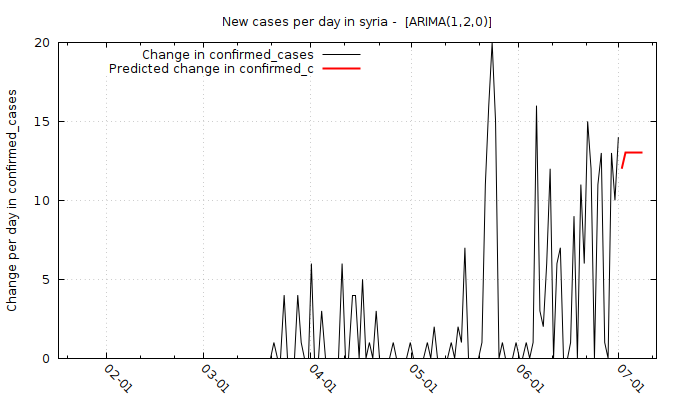 New cases per day in syria -  [ARIMA(1,2,0)]
Change in confirmed_cases
Predicted change in confirmed_c
Change per day in confirmed_cases
20
15
10
5
0
02-01
03-01
04-01
05-01
06-01
07-01